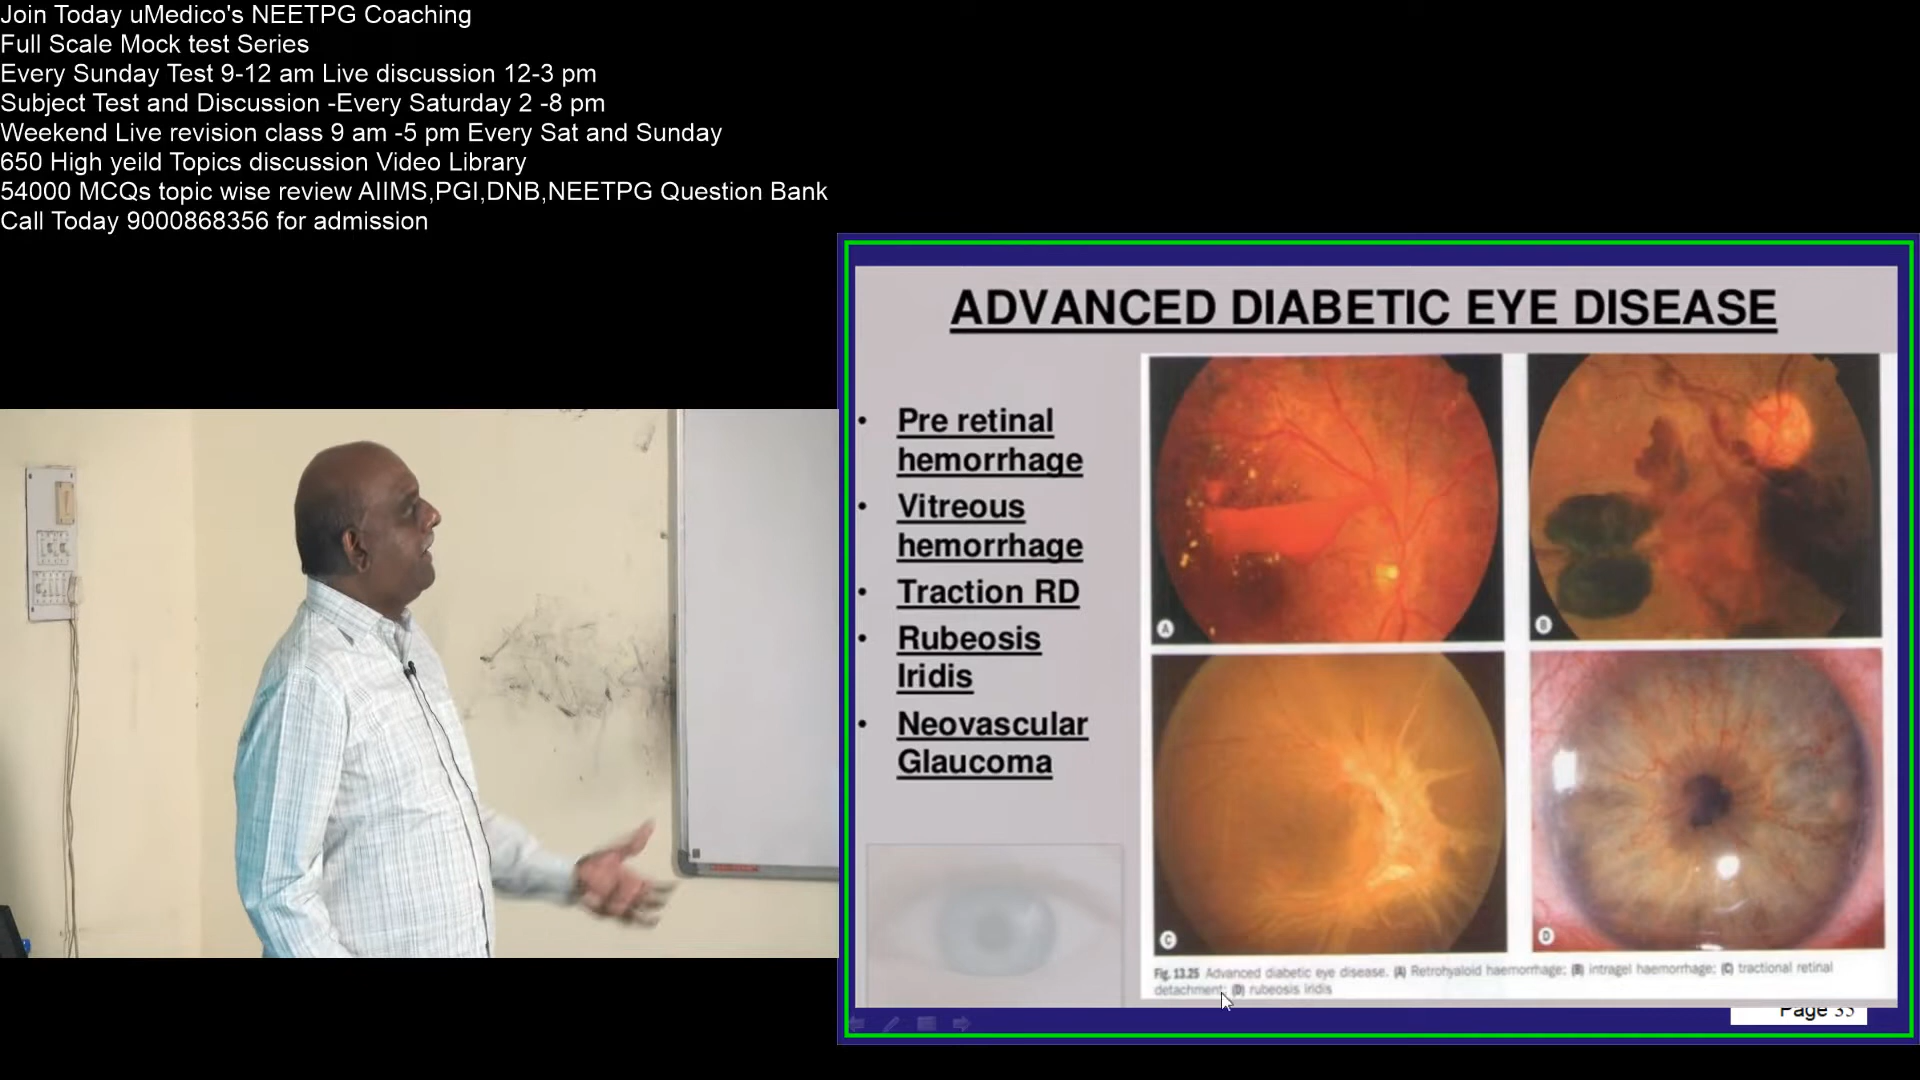 Join Today uMedico's NEETPG Coaching
Full Scale Mock test Series
Every Sunday Test 9-12 am Live discussion 12-3 pm
Subject Test and Discussion -Every Saturday 2 -8 pm
Weekend Live revision class 9 am -5 pm Every Sat and Sunday
650 High yeild Topics discussion Video Library
54000 MCQs topic wise review AIIMS,PGI,DNB,NEETPG Question Bank
Call Today 9000868356 for admission
ADVANCED DIABETIC EYE DISEASE
• Pre retinal
hemorrhage
• Vitreous
hemorrhage
• Traction RD
• Rubeosis
Iridis
• Neovascular
Glaucoma
A
B
C
D
Fig. 13.25 Advanced diabetic eye disease. (A) Retrohyaloid haemorrhage; (B) intragel haemorrhage; (C) tractional retinal
detachment; (D) rubeosis iridis
Page 35